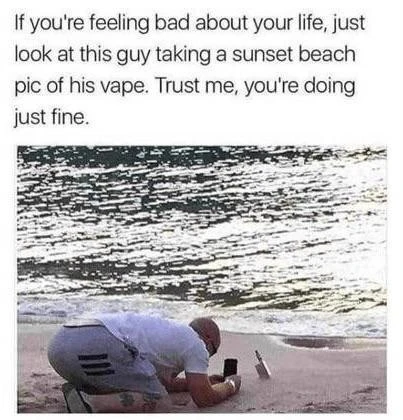 If you're feeling bad about your life, just
look at this guy taking a sunset beach
pic of his vape. Trust me, you're doing
just fine.